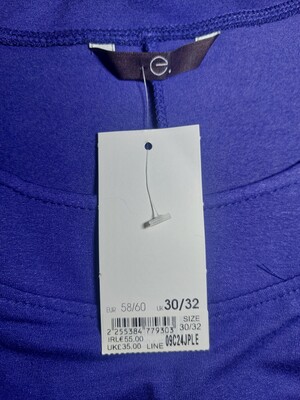 e.
EUR 58/60 UK 30/32
SIZE
2 255384 779303 30/32
IRL€55.00 09C24JPLE
UK£35.00 LINE